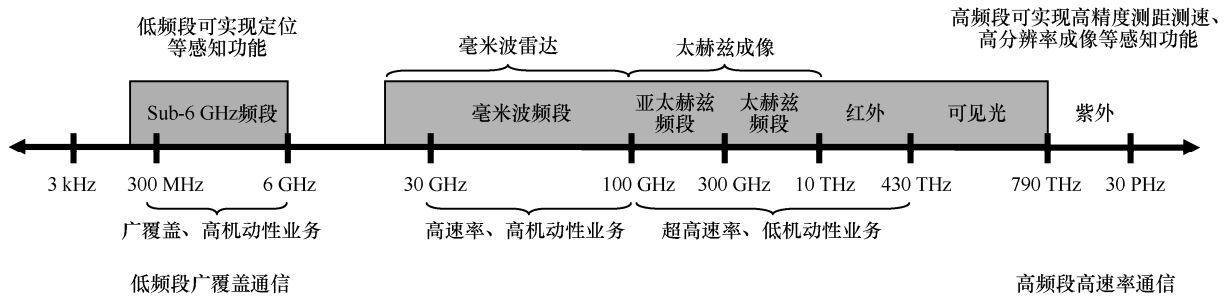 低频段可实现定位
等感知功能
毫米波雷达
太赫兹成像
高频段可实现高精度测距测速、
高分辨率成像等感知功能
Sub-6 GHz频段
毫米波频段
亚太赫兹
频段
太赫兹
频段
红外
可见光
紫外
3 kHz
300 MHz
6 GHz
30 GHz
100 GHz
300 GHz
10 THz
430 THz
790 THz
30 PHz
广覆盖、高机动性业务
高速率、高机动性业务
超高速率、低机动性业务
低频段广覆盖通信
高频段高速率通信